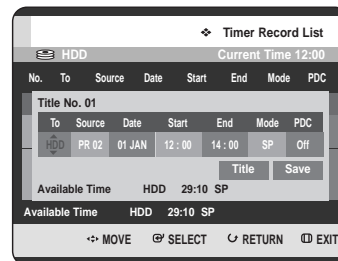 ❖ Timer Record List
HDD Current Time 12:00
No. To Source Date Start End Mode PDC
Title No. 01
To Source Date Start End Mode PDC
HDD PR 02 01 JAN 12 : 00 14 : 00 SP Off
Title Save
Available Time HDD 29:10 SP
Available Time HDD 29:10 SP
MOVE SELECT RETURN EXIT